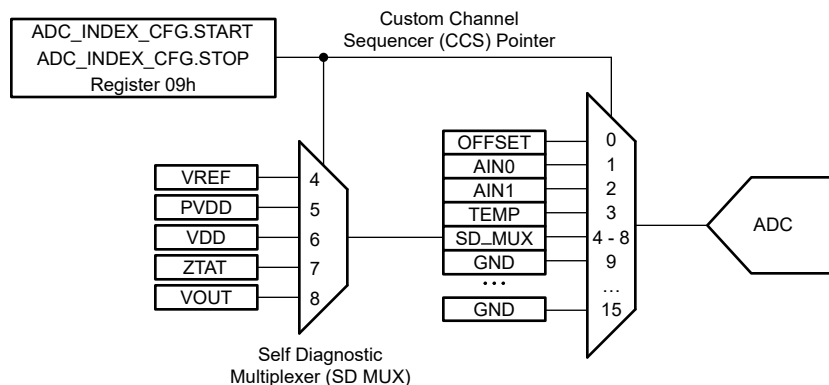 ADC_INDEX_CFG.START
ADC_INDEX_CFG.STOP
Register 09h
Custom Channel
Sequencer (CCS) Pointer
VREF
PVDD
VDD
ZTAT
VOUT
4
5
6
7
8
Self Diagnostic
Multiplexer (SD MUX)
OFFSET
AIN0
AIN1
TEMP
SD_MUX
GND
...
GND
0
1
2
3
4 - 8
9
...
15
ADC